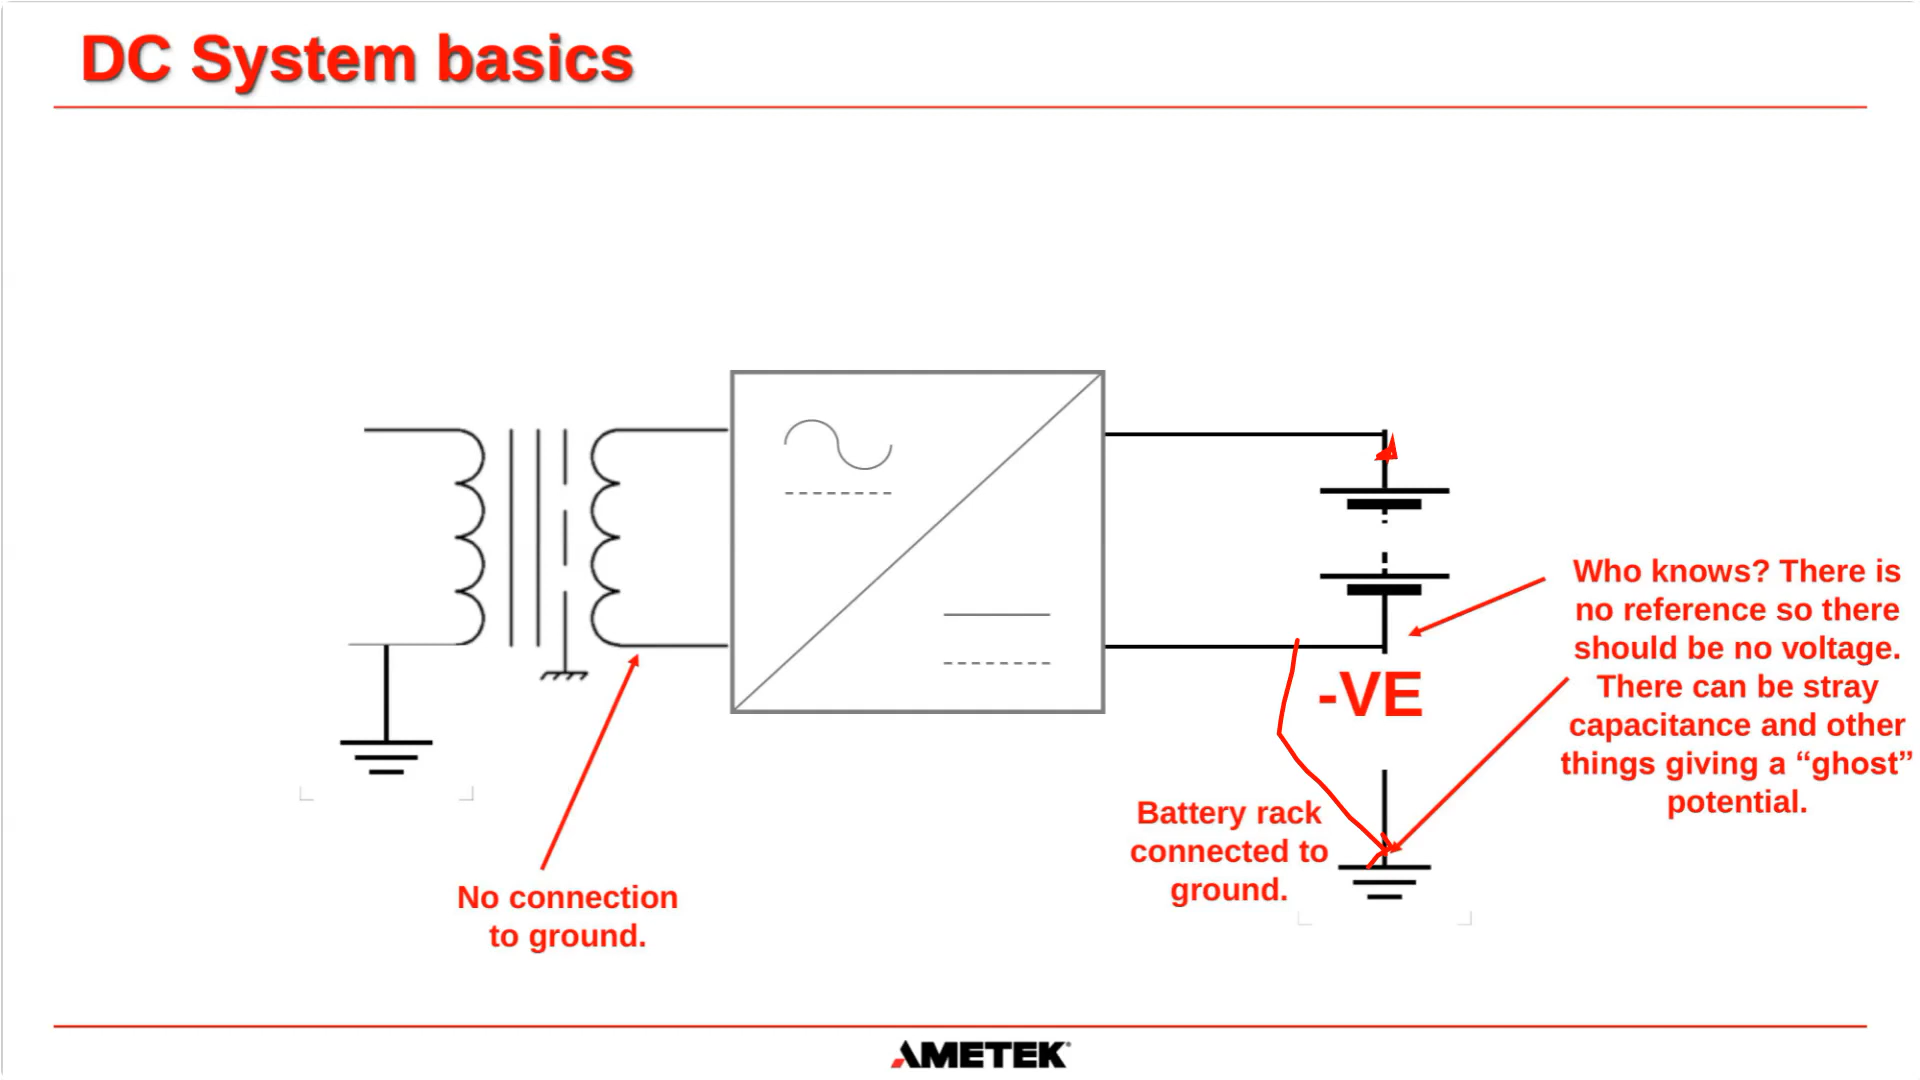 DC System basics
Who knows? There is
no reference so there
should be no voltage.
There can be stray
capacitance and other
things giving a “ghost”
potential.
-VE
Battery rack
connected to
ground.
No connection
to ground.
AMETEK®